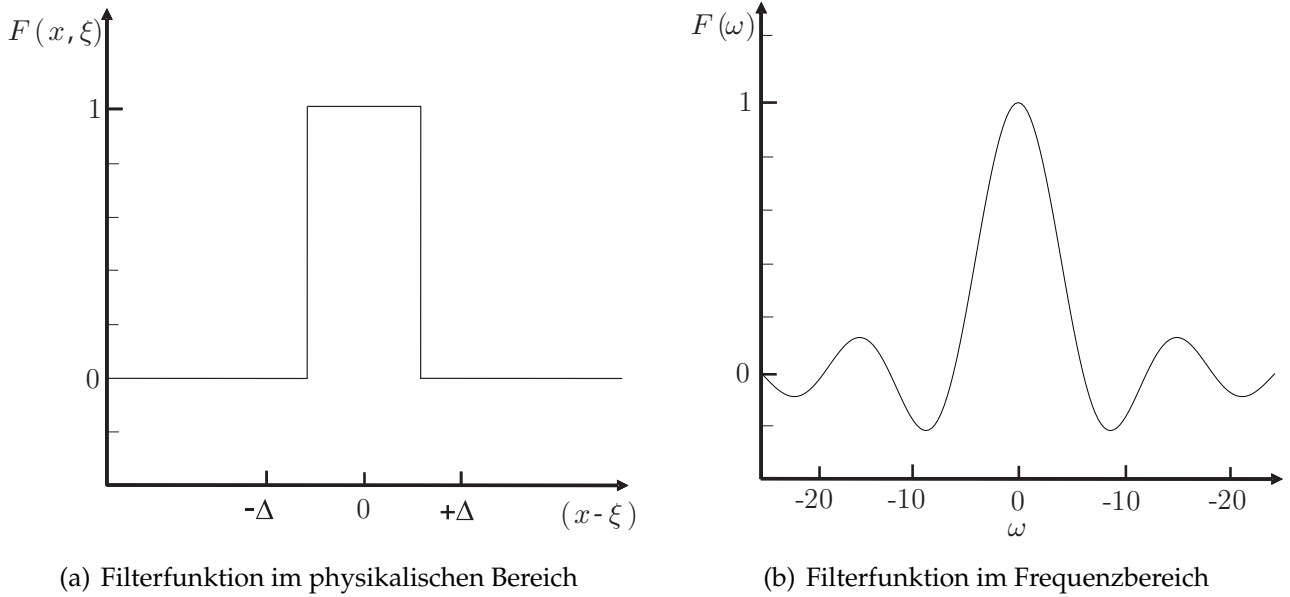 F(x, ξ)
1
0
-Δ 0 +Δ (x-ξ)
(a) Filterfunktion im physikalischen Bereich
F(ω)
1
0
-20 -10 0 -10 -20
ω
(b) Filterfunktion im Frequenzbereich